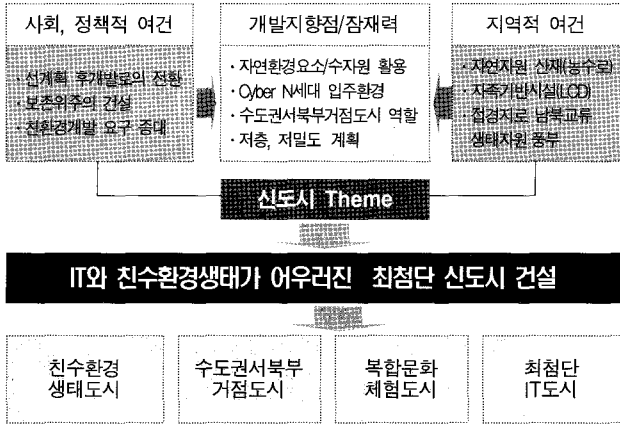 사회, 정책적 여건
· 선계획 후개발로의 전환
· 보존위주의 건설
· 친환경개발 요구 증대
개발지향점/잠재력
· 자연환경요소/수자원 활용
· Cyber N세대 입주환경
· 수도권서북부거점도시 역할
· 저층, 저밀도 계획
지역적 여건
· 자연자원 산재(농수로)
· 자족기반시설(LCD)
· 접경지로 남북교류
생태자원 풍부
신도시 Theme
IT와 친수환경생태가 어우러진 최첨단 신도시 건설
친수환경
생태도시
수도권서북부
거점도시
복합문화
체험도시
최첨단
IT도시